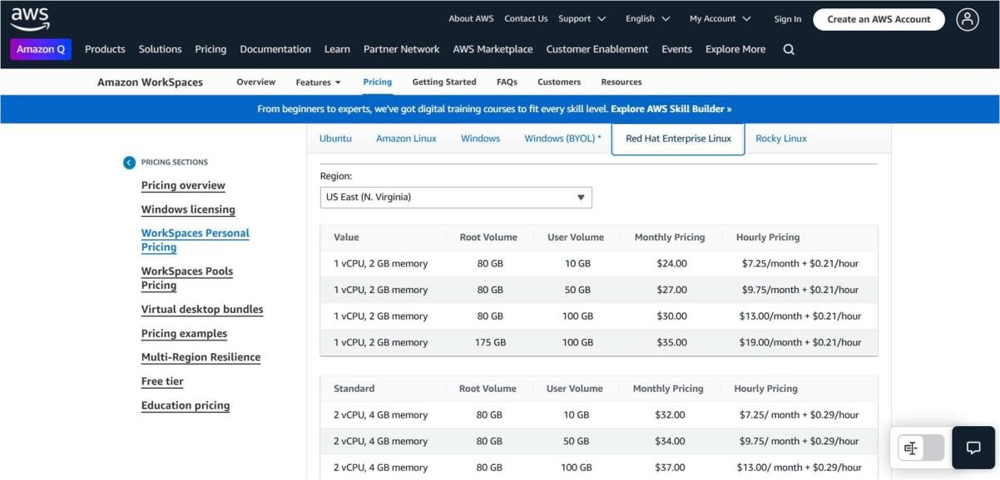 aws
About AWS Contact Us Support English My Account Sign In Create an AWS Account
Amazon Q Products Solutions Pricing Documentation Learn Partner Network AWS Marketplace Customer Enablement Events Explore More
Amazon WorkSpaces Overview Features Pricing Getting Started FAQs Customers Resources
From beginners to experts, we've got digital training courses to fit every skill level. Explore AWS Skill Builder »
Ubuntu Amazon Linux Windows Windows (BYOL) * Red Hat Enterprise Linux Rocky Linux
PRICING SECTIONS
Pricing overview
Windows licensing
WorkSpaces Personal
Pricing
WorkSpaces Pools
Pricing
Virtual desktop bundles
Pricing examples
Multi-Region Resilience
Free tier
Education pricing
Region:
US East (N. Virginia)
Value Root Volume User Volume Monthly Pricing Hourly Pricing
1 vCPU, 2 GB memory 80 GB 10 GB $24.00 $7.25/month + $0.21/hour
1 vCPU, 2 GB memory 80 GB 50 GB $27.00 $9.75/month + $0.21/hour
1 vCPU, 2 GB memory 80 GB 100 GB $30.00 $13.00/month + $0.21/hour
1 vCPU, 2 GB memory 175 GB 100 GB $35.00 $19.00/month + $0.21/hour
Standard Root Volume User Volume Monthly Pricing Hourly Pricing
2 vCPU, 4 GB memory 80 GB 10 GB $32.00 $7.25/ month + $0.29/hour
2 vCPU, 4 GB memory 80 GB 50 GB $34.00 $9.75/ month + $0.29/hour
2 vCPU, 4 GB memory 80 GB 100 GB $37.00 $13.00/ month + $0.29/hour